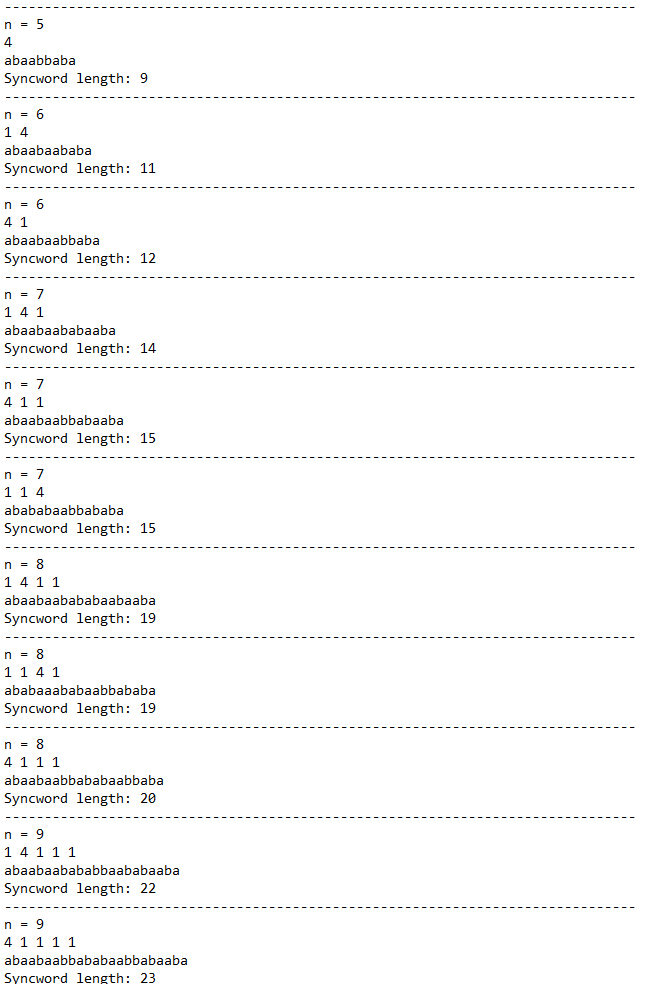 -------------------------------------------------------------------------------
n = 5
4
abaabbaba
Syncword length: 9
-------------------------------------------------------------------------------
n = 6
1 4
abaabaababa
Syncword length: 11
-------------------------------------------------------------------------------
n = 6
4 1
abaabaabbaba
Syncword length: 12
-------------------------------------------------------------------------------
n = 7
1 4 1
abaabaababaaba
Syncword length: 14
-------------------------------------------------------------------------------
n = 7
4 1 1
abaabaabbabaaba
Syncword length: 15
-------------------------------------------------------------------------------
n = 7
1 1 4
abababaabbababa
Syncword length: 15
-------------------------------------------------------------------------------
n = 8
1 4 1 1
abaabaabababaabaaba
Syncword length: 19
-------------------------------------------------------------------------------
n = 8
1 1 4 1
ababaaababaabbababa
Syncword length: 19
-------------------------------------------------------------------------------
n = 8
4 1 1 1
abaabaabbababaabbaba
Syncword length: 20
-------------------------------------------------------------------------------
n = 9
1 4 1 1 1
abaabaabababbaababaaba
Syncword length: 22
-------------------------------------------------------------------------------
n = 9
4 1 1 1 1
abaabaabbababaabbabaaba
Syncword length: 23